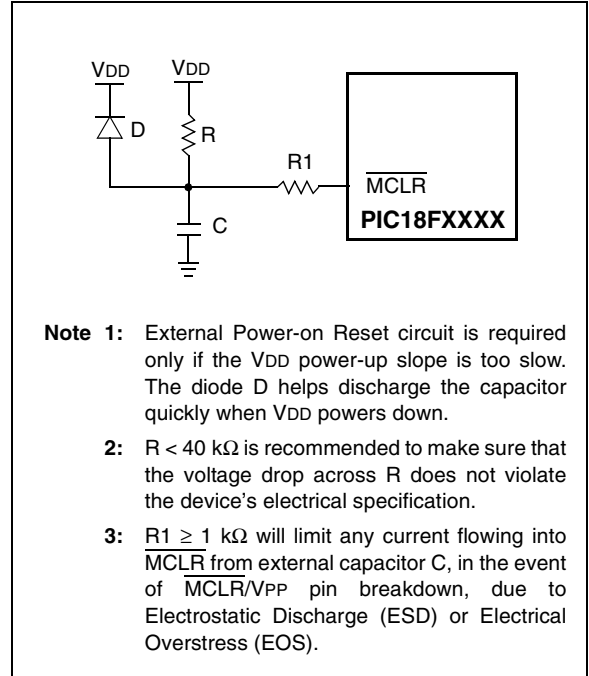 VDD VDD
D
R
R1
C
MCLR
PIC18FXXXX
Note 1: External Power-on Reset circuit is required
only if the VDD power-up slope is too slow.
The diode D helps discharge the capacitor
quickly when VDD powers down.
2: R < 40 kΩ is recommended to make sure that
the voltage drop across R does not violate
the device's electrical specification.
3: R1 ≥ 1 kΩ will limit any current flowing into
MCLR from external capacitor C, in the event
of MCLR/VPP pin breakdown, due to
Electrostatic Discharge (ESD) or Electrical
Overstress (EOS).